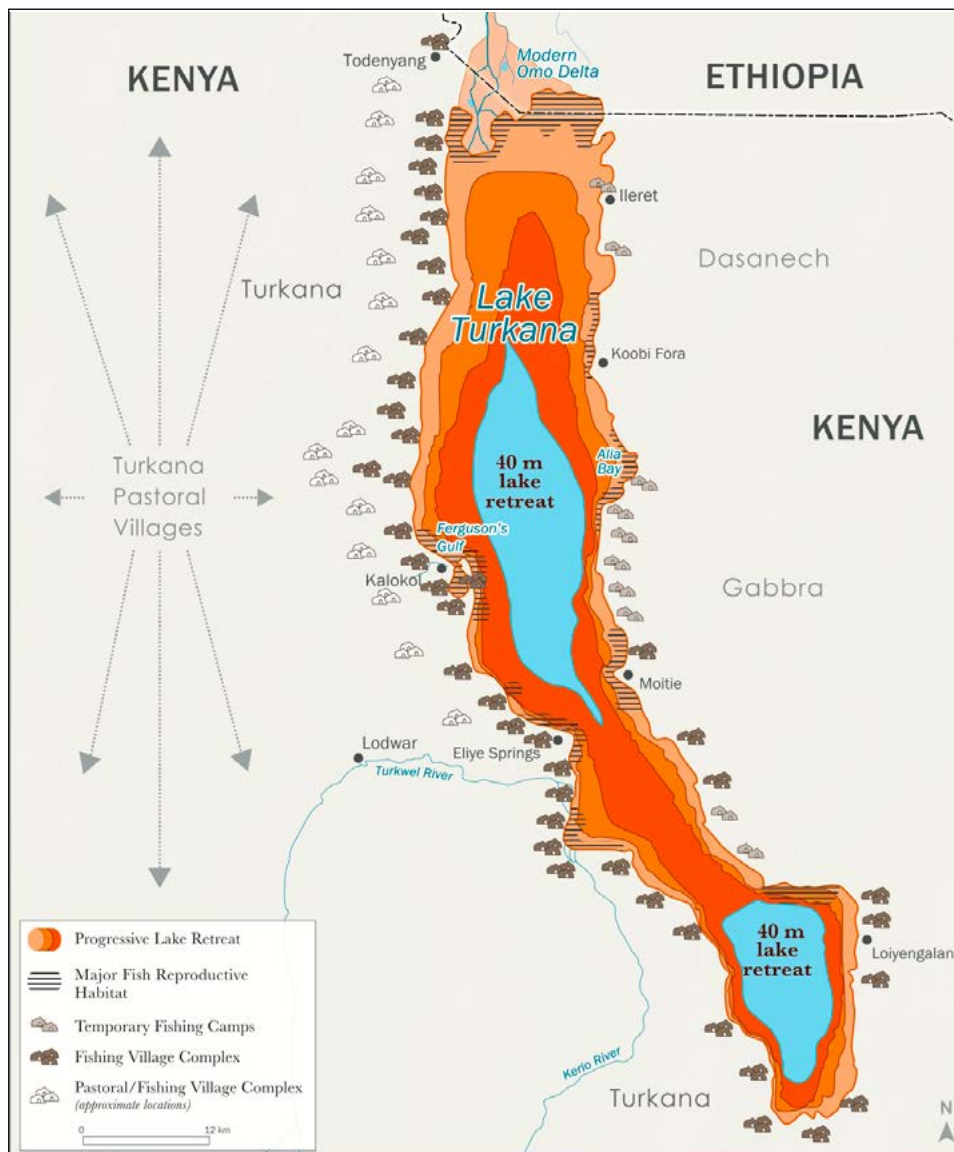 KENYA
Todenyang
Modern
Omo Delta
ETHIOPIA
Ileret
Dasanech
Turkana
Lake
Turkana
Koobi Fora
KENYA
Alia
Bay
40 m
lake
retreat
Turkana
Pastoral
Villages
Ferguson's
Gulf
Kalokol
Gabbra
Moitie
Lodwar
Eliye Springs
Turkwel River
40 m
lake
retreat
Loiyengalan
Kerio River
Turkana
N
Progressive Lake Retreat
Major Fish Reproductive
Habitat
Temporary Fishing Camps
Fishing Village Complex
Pastoral/Fishing Village Complex
(approximate locations)
0 12 km